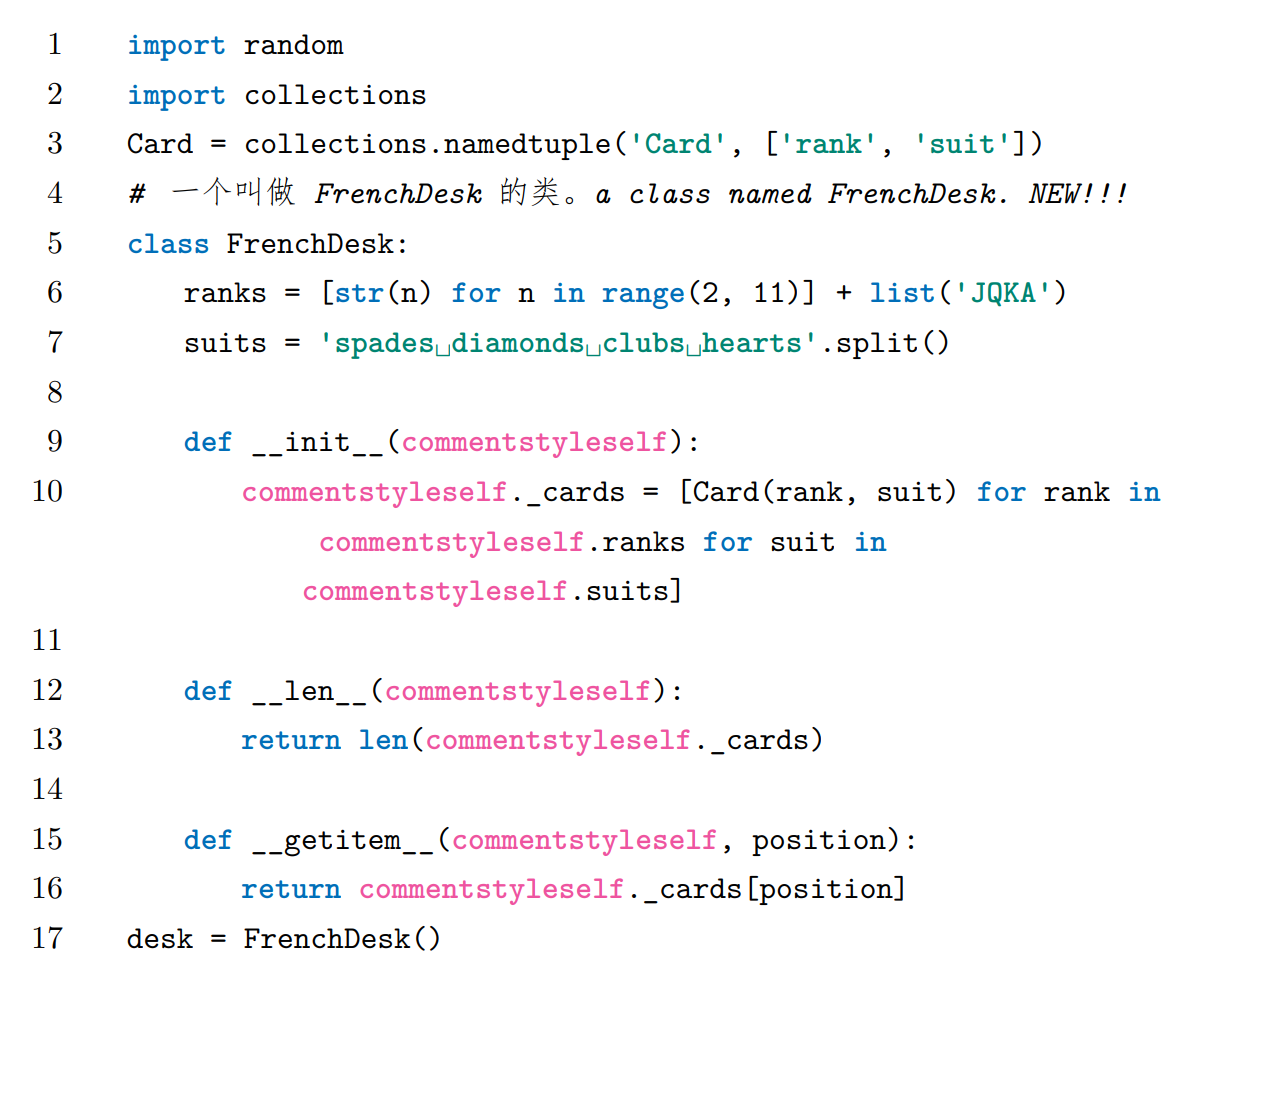 1 import random
2 import collections
3 Card = collections.namedtuple('Card', ['rank', 'suit'])
4 # 一个叫做 FrenchDesk 的类。a class named FrenchDesk. NEW!!!
5 class FrenchDesk:
6 ranks = [str(n) for n in range(2, 11)] + list('JQKA')
7 suits = 'spades␣diamonds␣clubs␣hearts'.split()
8
9 def __init__(commentstyleself):
10 commentstyleself._cards = [Card(rank, suit) for rank in
commentstyleself.ranks for suit in
commentstyleself.suits]
11
12 def __len__(commentstyleself):
13 return len(commentstyleself._cards)
14
15 def __getitem__(commentstyleself, position):
16 return commentstyleself._cards[position]
17 desk = FrenchDesk()